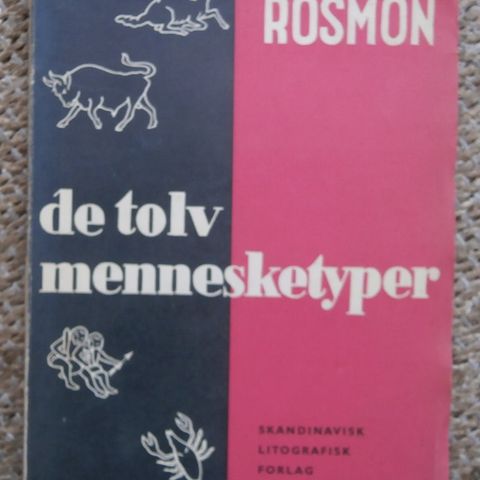 ROSMON
de tolv
mennesketyper
SKANDINAVISK
LITOGRAFISK
FORLAG